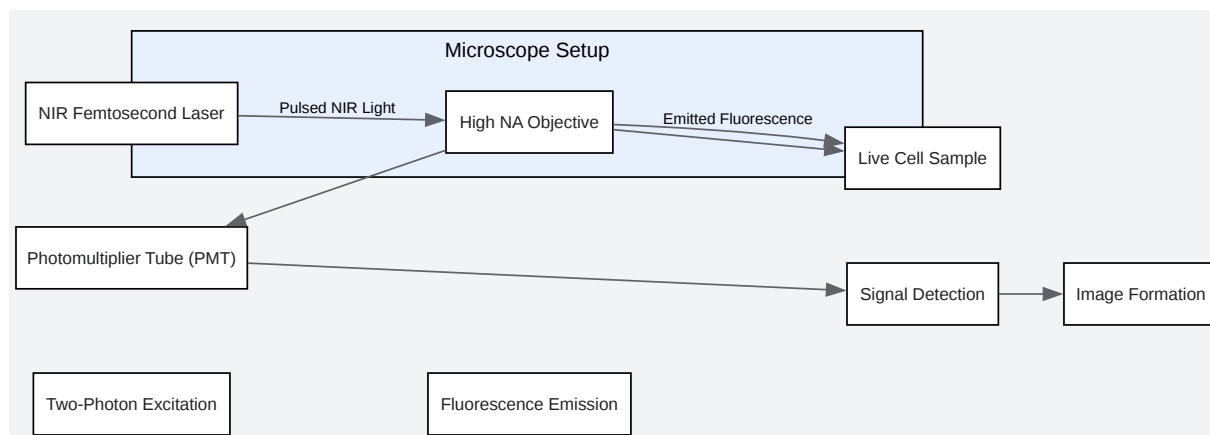 Microscope Setup
NIR Femtosecond Laser
Pulsed NIR Light
High NA Objective
Emitted Fluorescence
Live Cell Sample
Photomultiplier Tube (PMT)
Signal Detection
Image Formation
Two-Photon Excitation
Fluorescence Emission